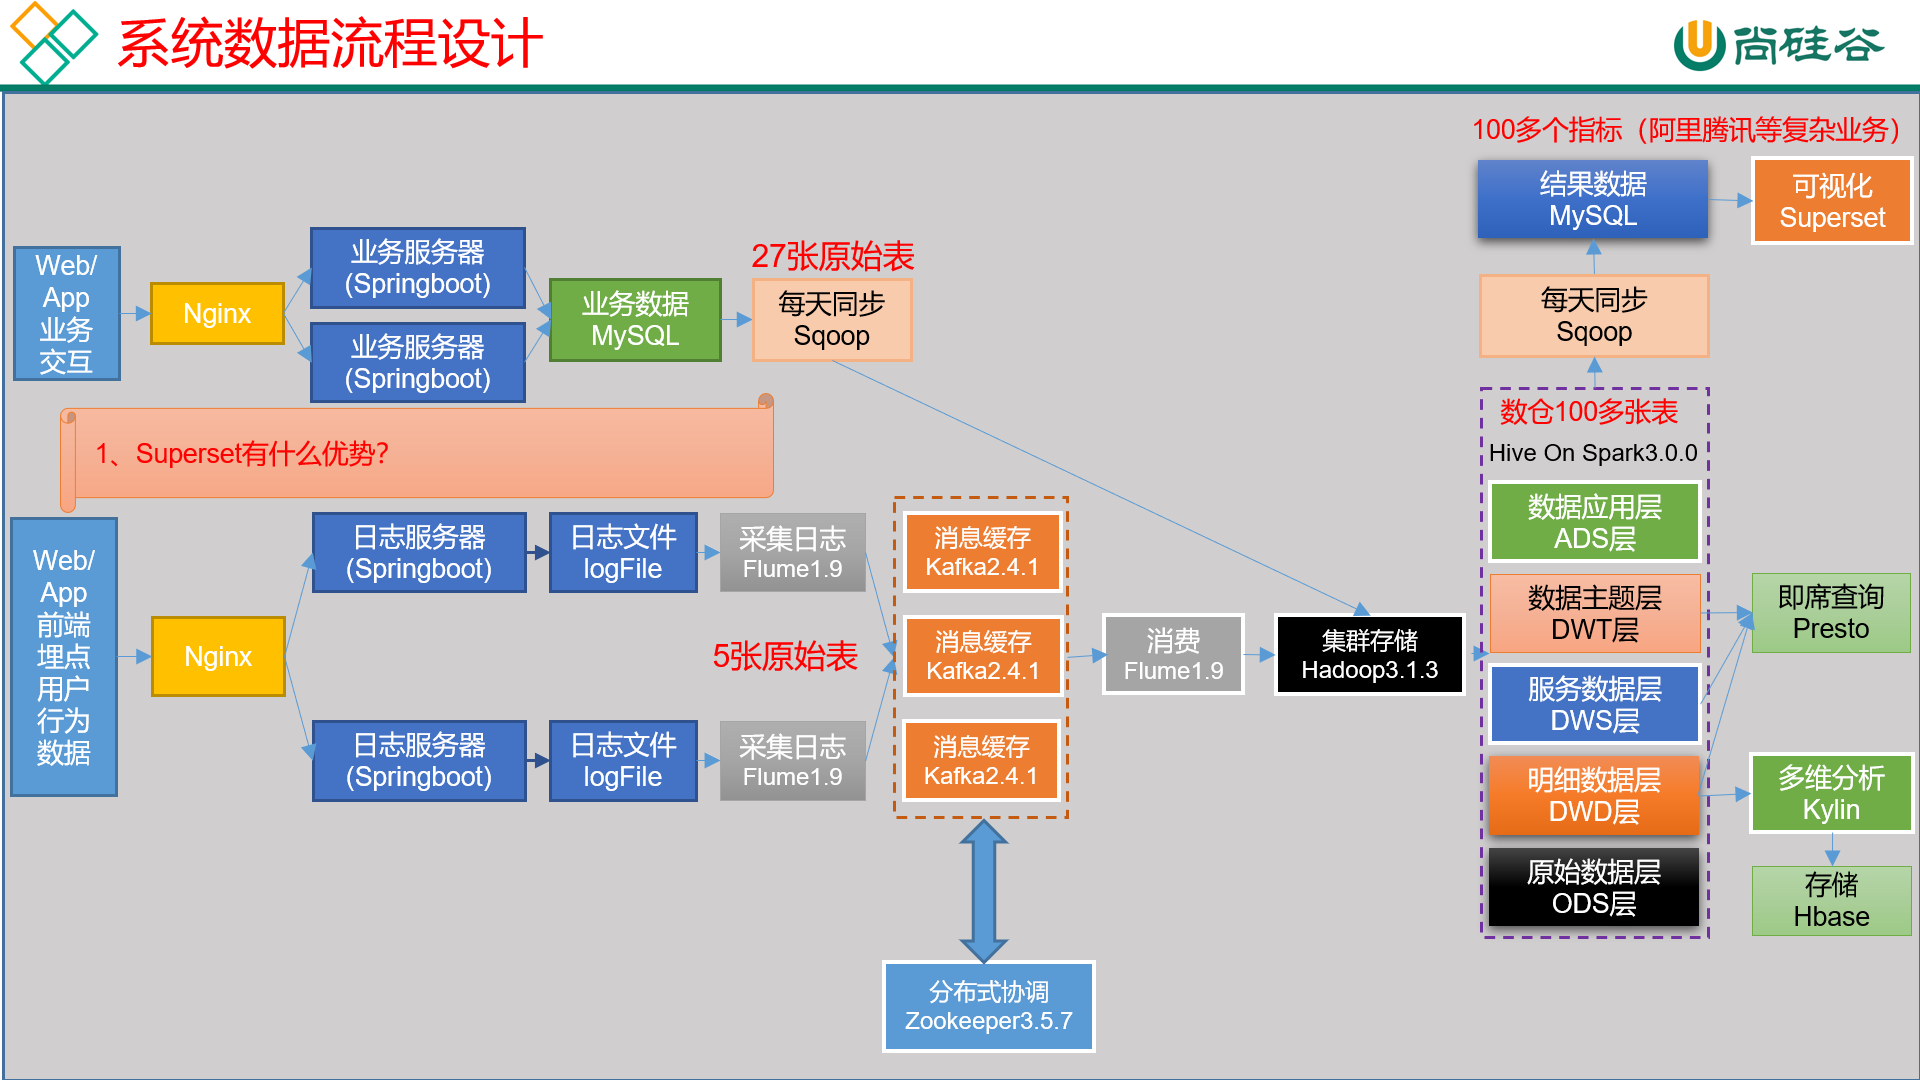 系统数据流程设计
尚硅谷
100多个指标（阿里腾讯等复杂业务）
结果数据
MySQL
可视化
Superset
Web/
App
业务
交互
Nginx
业务服务器
(Springboot)
业务服务器
(Springboot)
业务数据
MySQL
27张原始表
每天同步
Sqoop
每天同步
Sqoop
1、Superset有什么优势?
数仓100多张表
Hive On Spark3.0.0
数据应用层
ADS层
数据主题层
DWT层
服务数据层
DWS层
明细数据层
DWD层
原始数据层
ODS层
即席查询
Presto
多维分析
Kylin
存储
Hbase
Web/
App
前端
埋点
用户
行为
数据
Nginx
日志服务器
(Springboot)
日志文件
logFile
采集日志
Flume1.9
日志服务器
(Springboot)
日志文件
logFile
采集日志
Flume1.9
5张原始表
消息缓存
Kafka2.4.1
消息缓存
Kafka2.4.1
消息缓存
Kafka2.4.1
消费
Flume1.9
集群存储
Hadoop3.1.3
分布式协调
Zookeeper3.5.7